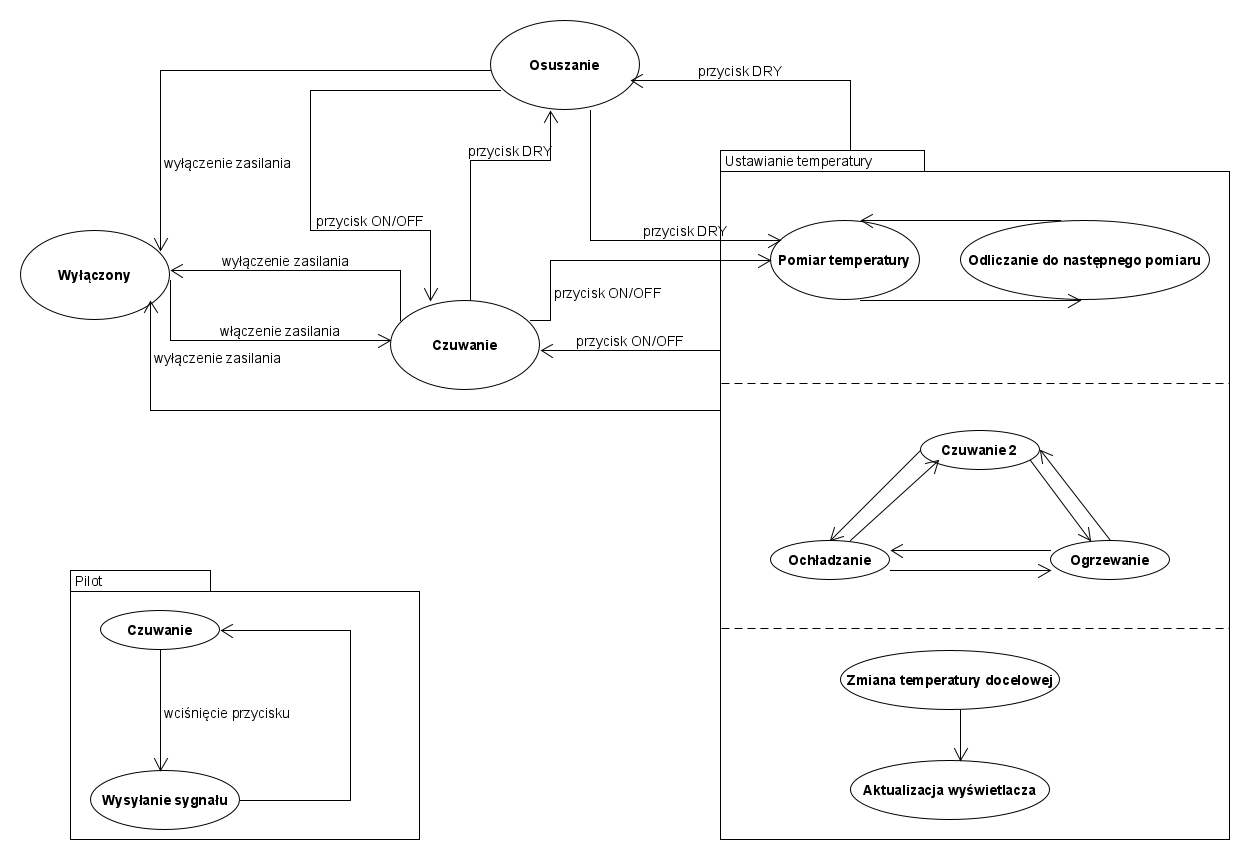 Osuszanie
przycisk DRY
przycisk DRY
Ustawianie temperatury
wyłączenie zasilania
przycisk ON/OFF
przycisk DRY
Wyłączony
wyłączenie zasilania
Pomiar temperatury
Odliczanie do następnego pomiaru
przycisk ON/OFF
włączenie zasilania
Czuwanie
przycisk ON/OFF
wyłączenie zasilania
Czuwanie 2
Ochładzanie
Ogrzewanie
Pilot
Czuwanie
wciśnięcie przycisku
Wysyłanie sygnału
Zmiana temperatury docelowej
Aktualizacja wyświetlacza